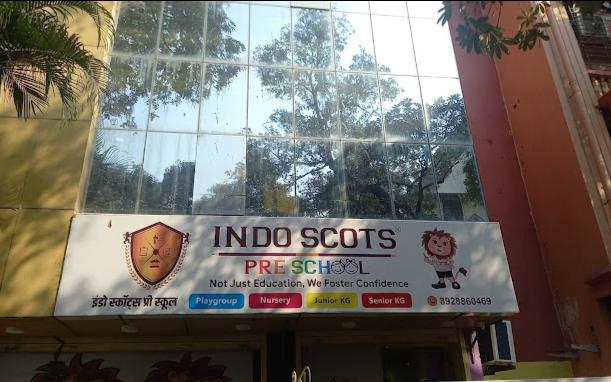 INDO SCOTS
PRE SCHOOL
Not Just Education, We Foster Confidence
इंडो स्कॉट्स प्री स्कूल
Playgroup Nursery Junior KG Senior KG 8928860469